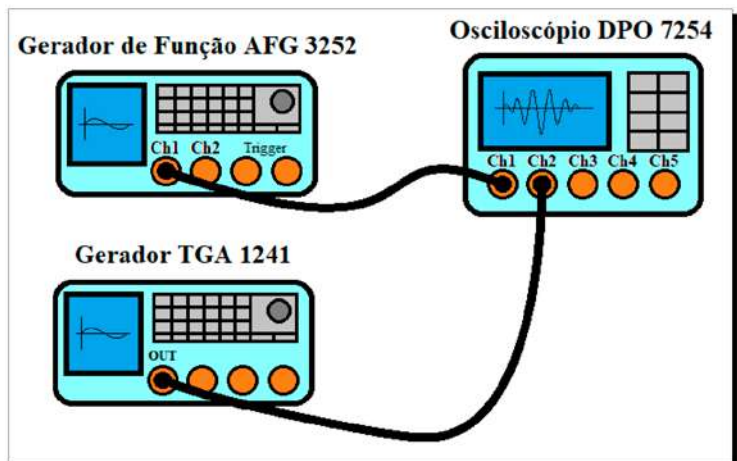 Gerador de Função AFG 3252
Ch1 Ch2 Trigger
Osciloscópio DPO 7254
Ch1 Ch2 Ch3 Ch4 Ch5
Gerador TGA 1241
OUT